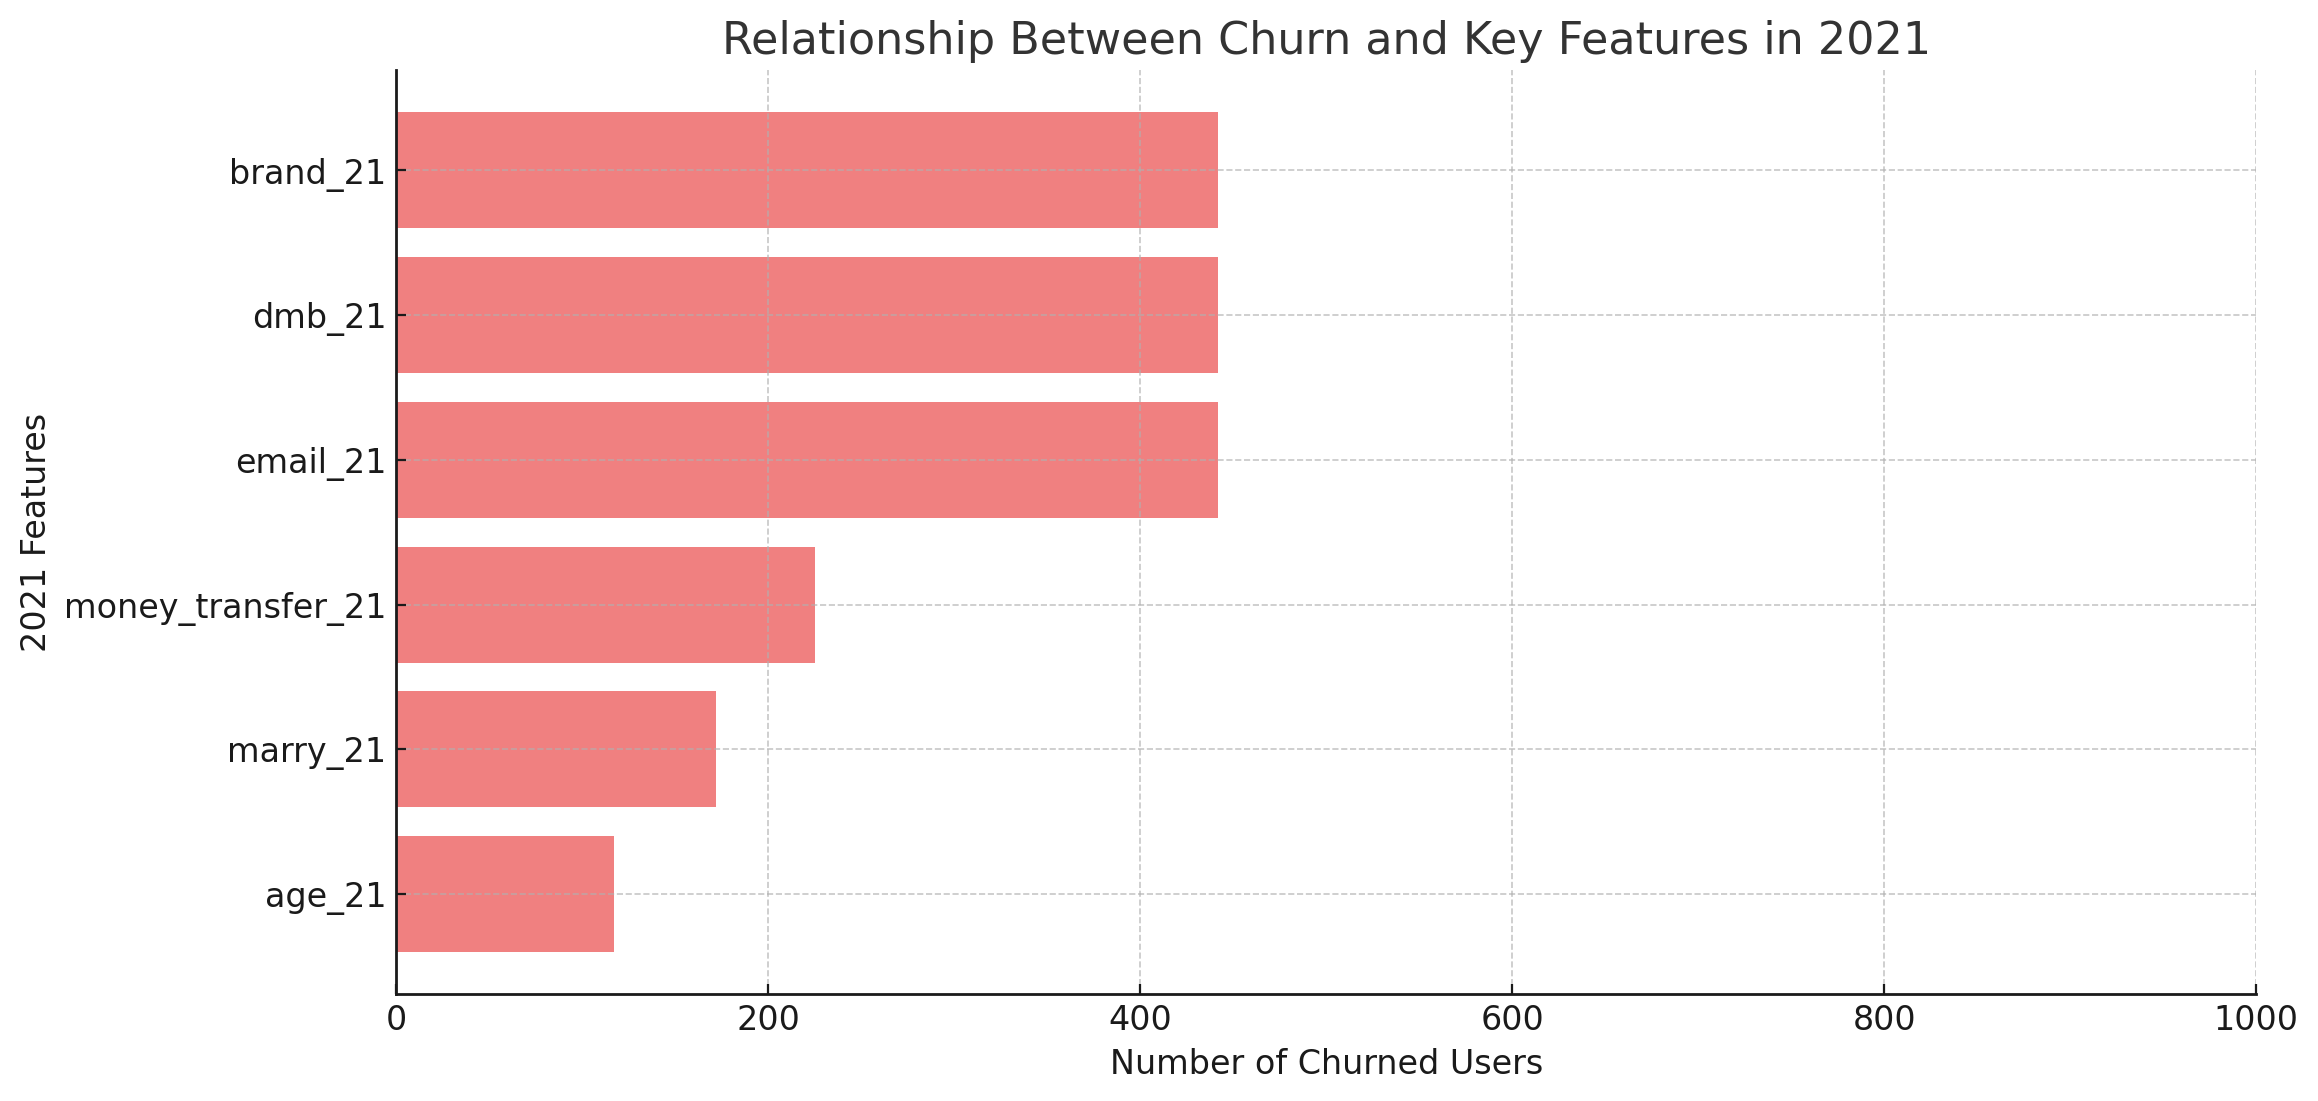 Relationship Between Churn and Key Features in 2021
2021 Features
brand_21
dmb_21
email_21
money_transfer_21
marry_21
age_21
0 200 400 600 800 1000
Number of Churned Users